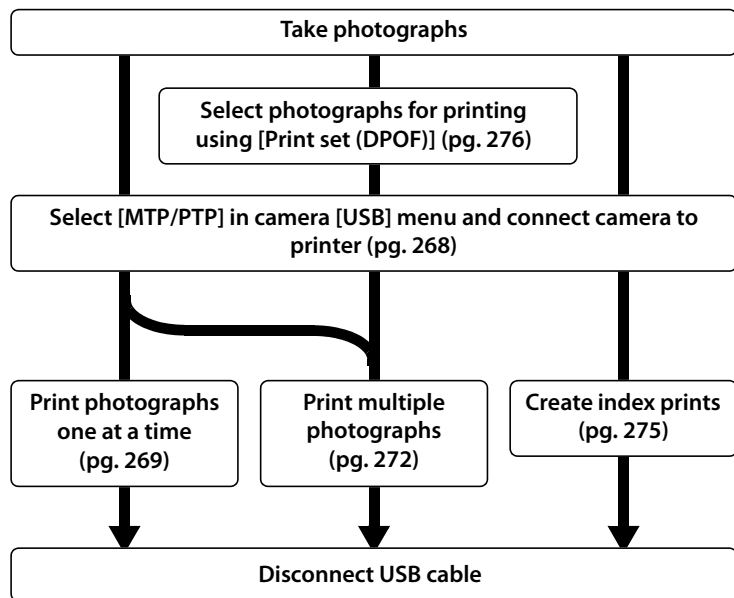 Take photographs
Select photographs for printing
using [Print set (DPOF)] (pg. 276)
Select [MTP/PTP] in camera [USB] menu and connect camera to
printer (pg. 268)
Print photographs
one at a time
(pg. 269)
Print multiple
photographs
(pg. 272)
Create index prints
(pg. 275)
Disconnect USB cable